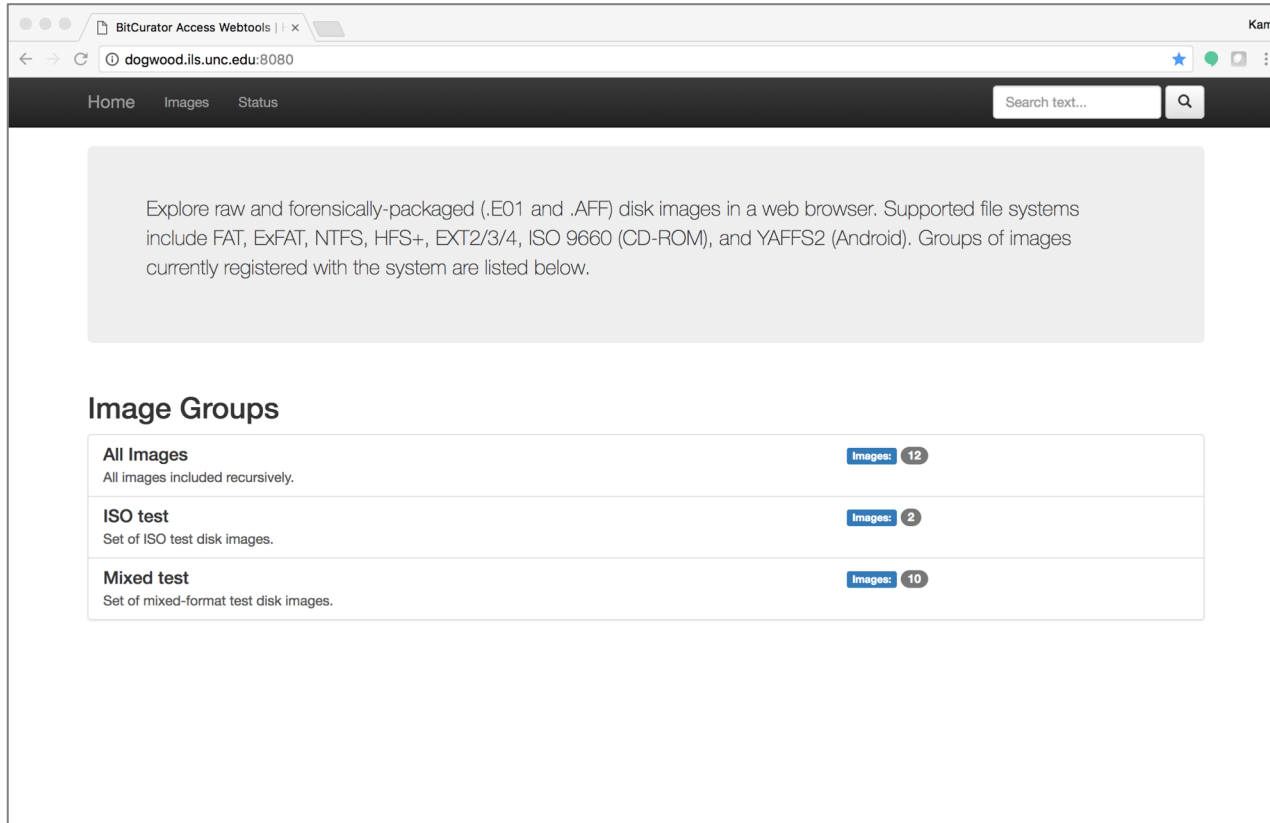 BitCurator Access Webtools |
Kam
dogwood.ils.unc.edu:8080
Home Images Status Search text...
Explore raw and forensically-packaged (.E01 and .AFF) disk images in a web browser. Supported file systems
include FAT, ExFAT, NTFS, HFS+, EXT2/3/4, ISO 9660 (CD-ROM), and YAFFS2 (Android). Groups of images
currently registered with the system are listed below.
Image Groups
All Images Images: 12
All images included recursively.
ISO test Images: 2
Set of ISO test disk images.
Mixed test Images: 10
Set of mixed-format test disk images.